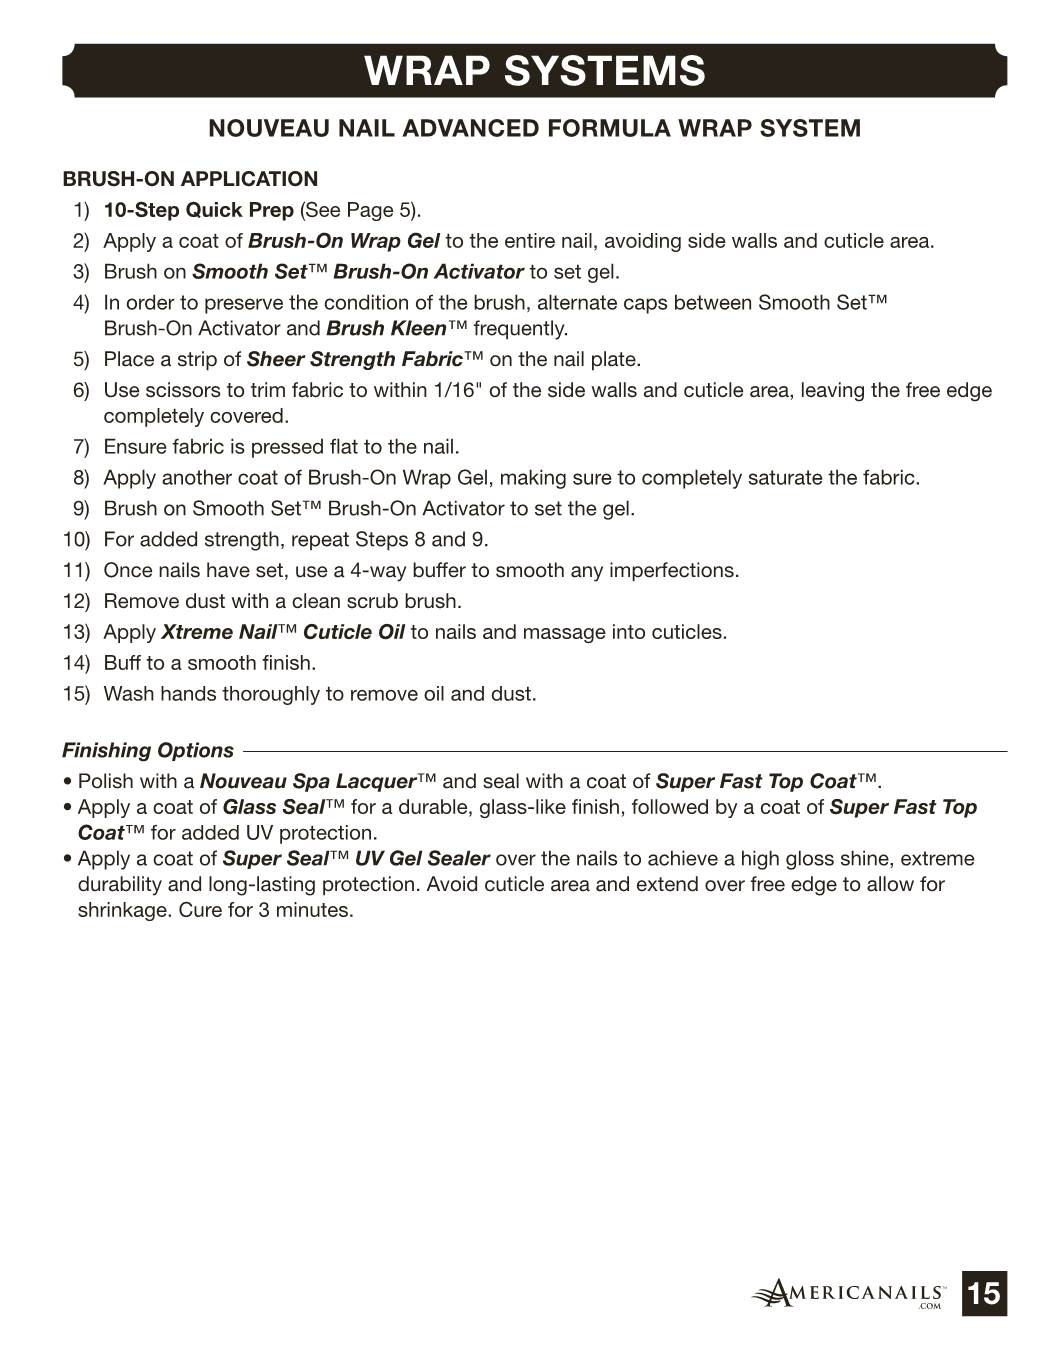 WRAP SYSTEMS
NOUVEAU NAIL ADVANCED FORMULA WRAP SYSTEM
BRUSH-ON APPLICATION
1) 10-Step Quick Prep (See Page 5).
2) Apply a coat of Brush-On Wrap Gel to the entire nail, avoiding side walls and cuticle area.
3) Brush on Smooth Set™ Brush-On Activator to set gel.
4) In order to preserve the condition of the brush, alternate caps between Smooth Set™
Brush-On Activator and Brush Kleen™ frequently.
5) Place a strip of Sheer Strength Fabric™ on the nail plate.
6) Use scissors to trim fabric to within 1/16" of the side walls and cuticle area, leaving the free edge
completely covered.
7) Ensure fabric is pressed flat to the nail.
8) Apply another coat of Brush-On Wrap Gel, making sure to completely saturate the fabric.
9) Brush on Smooth Set™ Brush-On Activator to set the gel.
10) For added strength, repeat Steps 8 and 9.
11) Once nails have set, use a 4-way buffer to smooth any imperfections.
12) Remove dust with a clean scrub brush.
13) Apply Xtreme Nail™ Cuticle Oil to nails and massage into cuticles.
14) Buff to a smooth finish.
15) Wash hands thoroughly to remove oil and dust.
Finishing Options
• Polish with a Nouveau Spa Lacquer™ and seal with a coat of Super Fast Top Coat™.
• Apply a coat of Glass Seal™ for a durable, glass-like finish, followed by a coat of Super Fast Top
Coat™ for added UV protection.
• Apply a coat of Super Seal™ UV Gel Sealer over the nails to achieve a high gloss shine, extreme
durability and long-lasting protection. Avoid cuticle area and extend over free edge to allow for
shrinkage. Cure for 3 minutes.
AMERICANAILS™
.COM
15